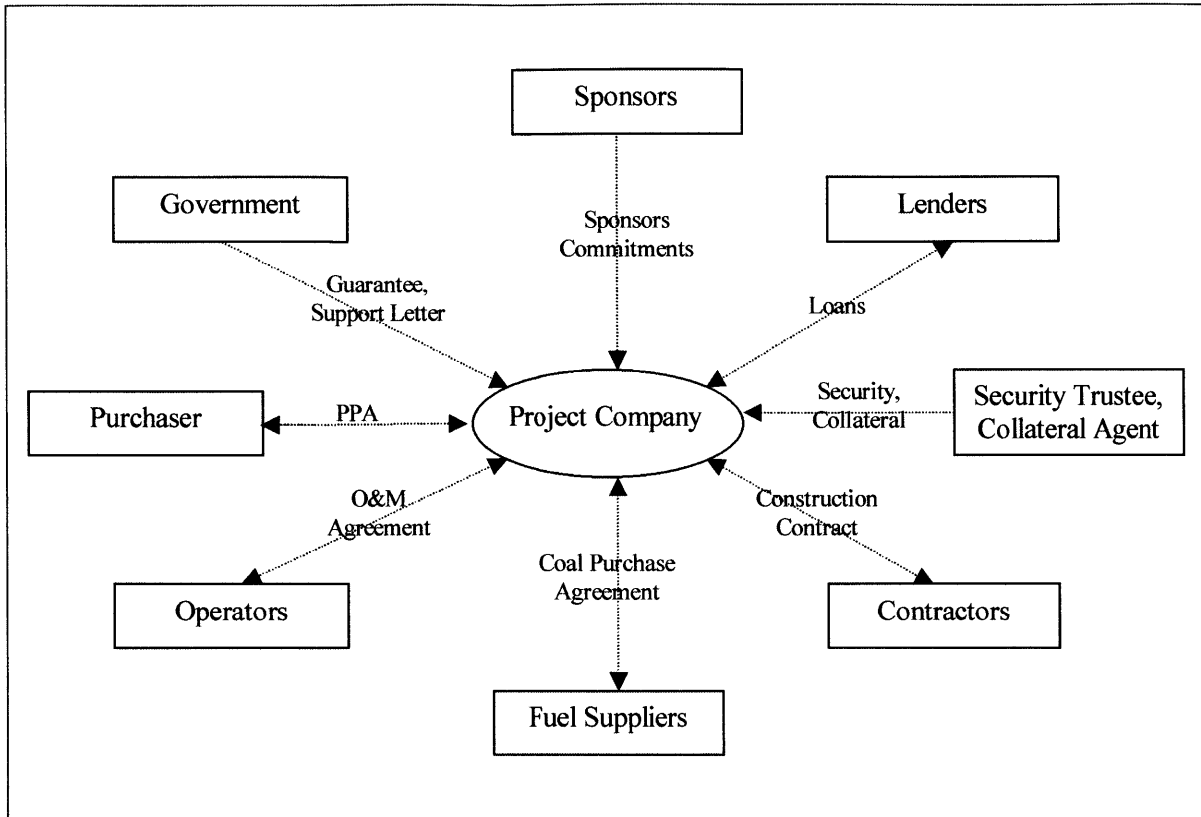 Sponsors
Government
Lenders
Sponsors
Commitments
Guarantee,
Support Letter
Loans
Purchaser
PPA
Project Company
Security,
Collateral
Security Trustee,
Collateral Agent
O&M
Agreement
Construction
Contract
Coal Purchase
Agreement
Operators
Contractors
Fuel Suppliers